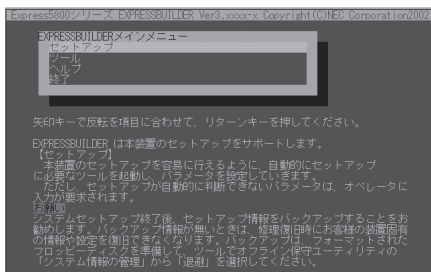 Express5800シリーズ EXPRESSBUILDER Ver3.xxxx-x Copyright(C)NEC Corporation2002
EXPRESSBUILDERメインメニュー
セットアップ
ツール
ヘルプ
終了
矢印キーで反転を項目に合わせて、リターンキーを押してください。
EXPRESSBUILDER は本装置のセットアップをサポートします。
【セットアップ】
本装置のセットアップを容易に行えるように、自動的にセットアップ
に必要なツールを起動し、パラメータを設定していきます。
ただし、セットアップが自動的に判断できないパラメータは、オペレータに
入力が要求されます。
お願い
システムセットアップ終了後、セットアップ情報をバックアップすることをお
勧めします。バックアップ情報が無いときは、修理復旧時にお客様の装置固有
の情報や設定を復旧できなくなります。バックアップは、フォーマットされた
フロッピーディスクを準備して、ツールでオフライン保守ユーティリティの
「システム情報の管理」から「退避」を選択してください。